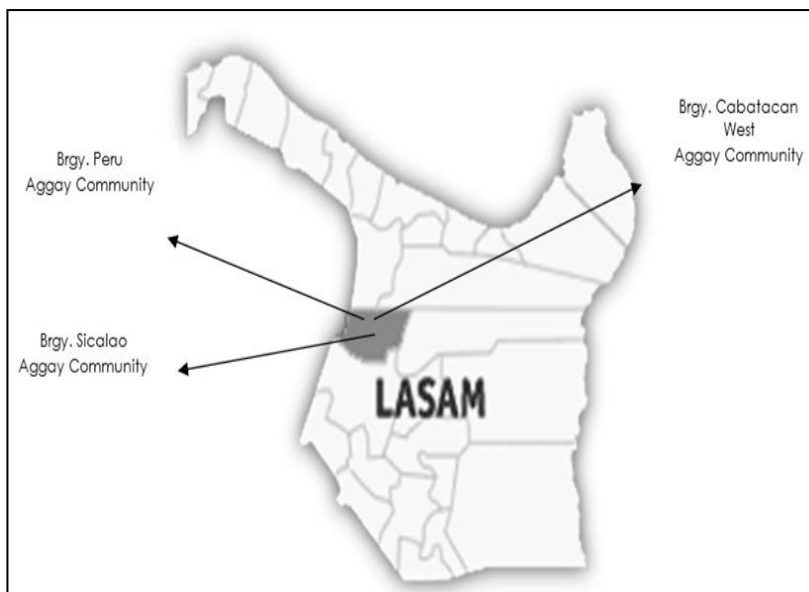 Brgy. Cabatacan
West
Aggay Community
Brgy. Peru
Aggay Community
Brgy. Sicalao
Aggay Community
LASAM